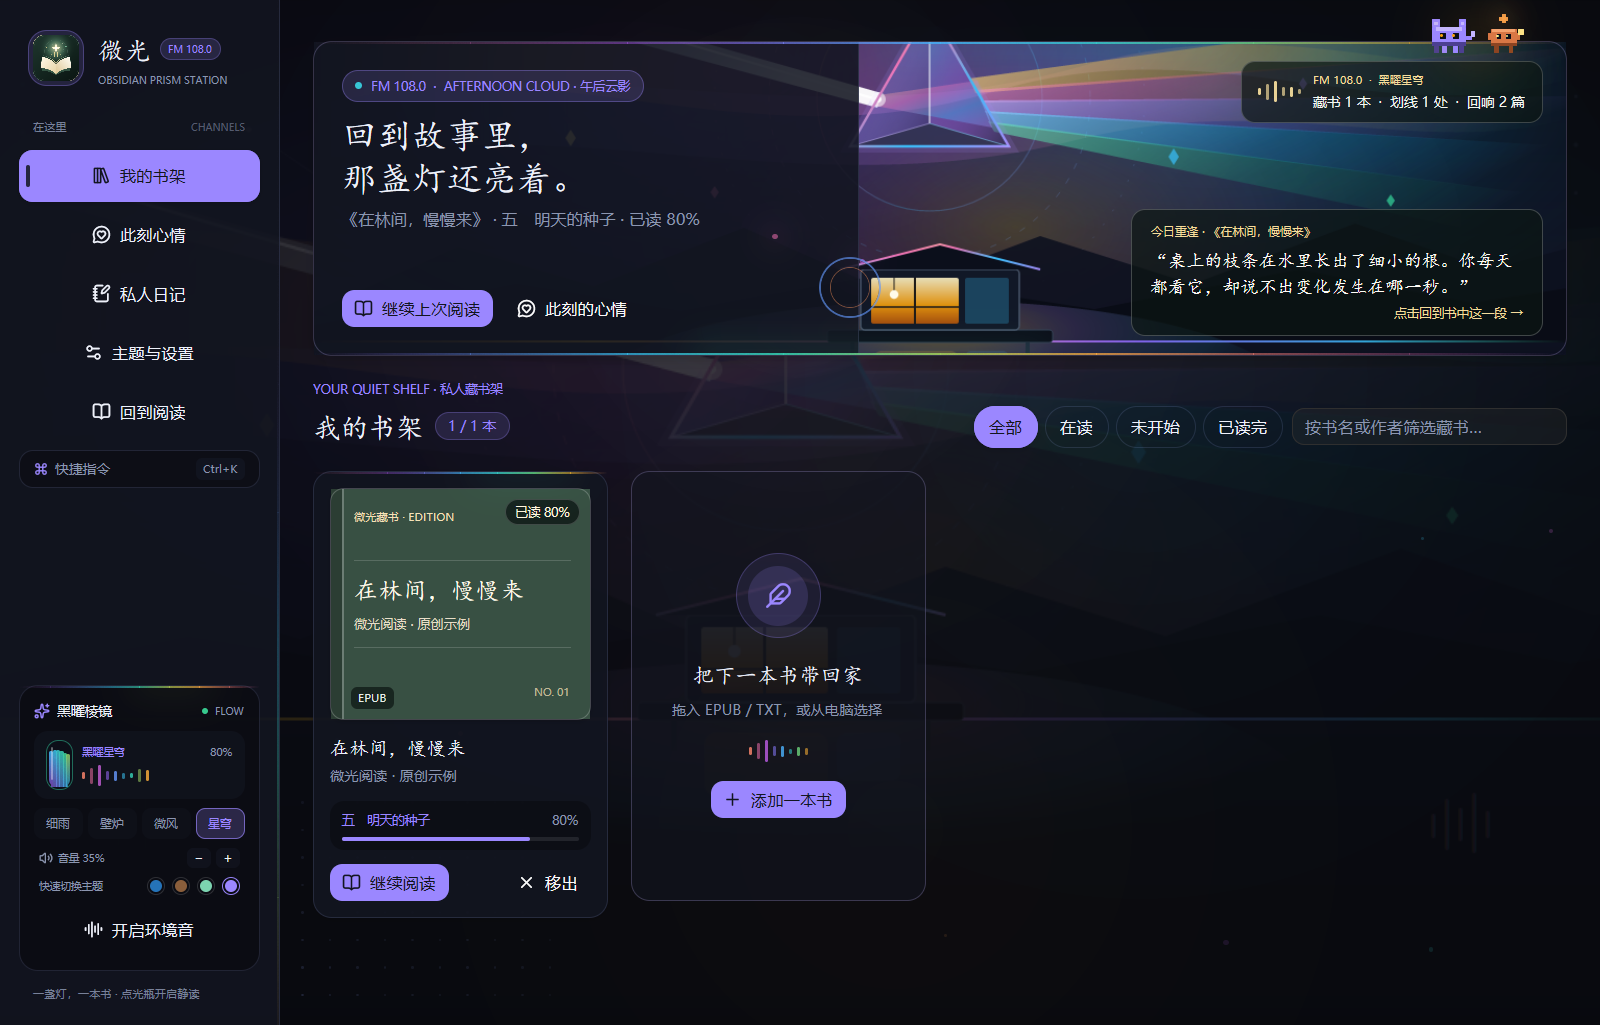 微光 FM 108.0
OBSIDIAN PRISM STATION
在这里 CHANNELS
我的书架
此刻心情
私人日记
主题与设置
回到阅读
快捷指令 Ctrl+K
黑曜棱镜 FLOW
黑曜星穹 80%
细雨 壁炉 微风 星穹
音量 35% − +
快速切换主题
开启环境音
一盏灯，一本书 · 点光瓶开启静读
FM 108.0 · AFTERNOON CLOUD · 午后云影
回到故事里，
那盏灯还亮着。
《在林间，慢慢来》 · 五 明天的种子 · 已读 80%
继续上次阅读 此刻的心情
FM 108.0 · 黑曜星穹
藏书 1 本 · 划线 1 处 · 回响 2 篇
今日重逢 · 《在林间，慢慢来》
“桌上的枝条在水里长出了细小的根。你每天
都看它，却说不出变化发生在哪一秒。”
点击回到书中这一段 →
YOUR QUIET SHELF · 私人藏书架
我的书架 1 / 1 本
全部 在读 未开始 已读完 按书名或作者筛选藏书...
微光藏书 · EDITION 已读 80%
在林间，慢慢来
微光阅读 · 原创示例
EPUB NO. 01
在林间，慢慢来
微光阅读 · 原创示例
五 明天的种子 80%
继续阅读 移出
把下一本书带回家
拖入 EPUB / TXT，或从电脑选择
添加一本书